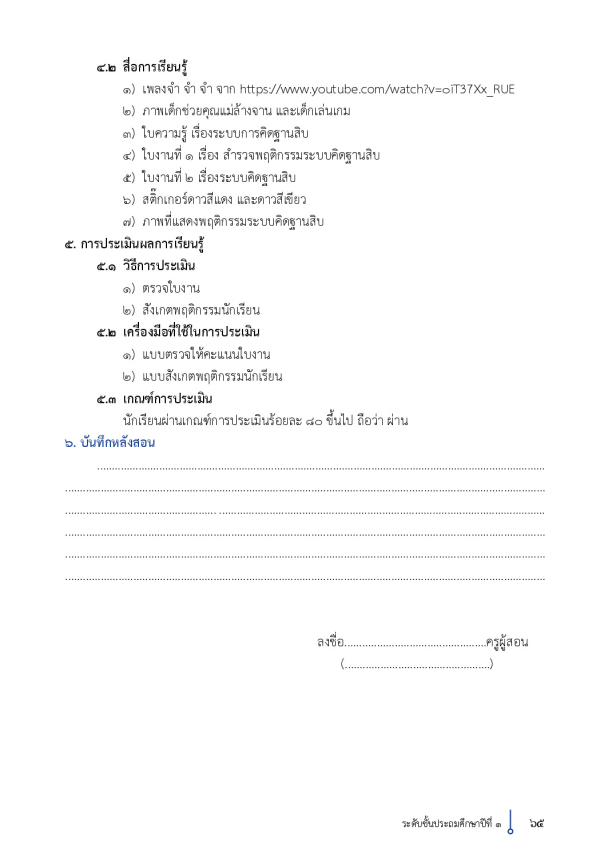 ๔.๒ สื่อการเรียนรู้
๑) เพลงจำ จำ จำ จาก https://www.youtube.com/watch?v=๐iT37Xx_RUE
๒) ภาพเด็กช่วยคุณแม่ล้างจาน และเด็กเล่นเกม
๓) ใบความรู้ เรื่องระบบการคิดฐานสิบ
๔) ใบงานที่ ๑ เรื่อง สำรวจพฤติกรรมระบบคิดฐานสิบ
๕) ใบงานที่ ๒ เรื่องระบบคิดฐานสิบ
๖) สติ๊กเกอร์ดาวสีแดง และดาวสีเขียว
๗) ภาพที่แสดงพฤติกรรมระบบคิดฐานสิบ
๕. การประเมินผลการเรียนรู้
๕.๑ วิธีการประเมิน
๑) ตรวจใบงาน
๒) สังเกตพฤติกรรมนักเรียน
๕.๒ เครื่องมือที่ใช้ในการประเมิน
๑) แบบตรวจให้คะแนนใบงาน
๒) แบบสังเกตพฤติกรรมนักเรียน
๕.๓ เกณฑ์การประเมิน
นักเรียนผ่านเกณฑ์การประเมินร้อยละ ๘๐ ขึ้นไป ถือว่า ผ่าน
๖. บันทึกหลังสอน
ลงชื่อ................................................ครูผู้สอน
(.................................................)
ระดับชั้นประถมศึกษาปีที่ ๑ ๖๕